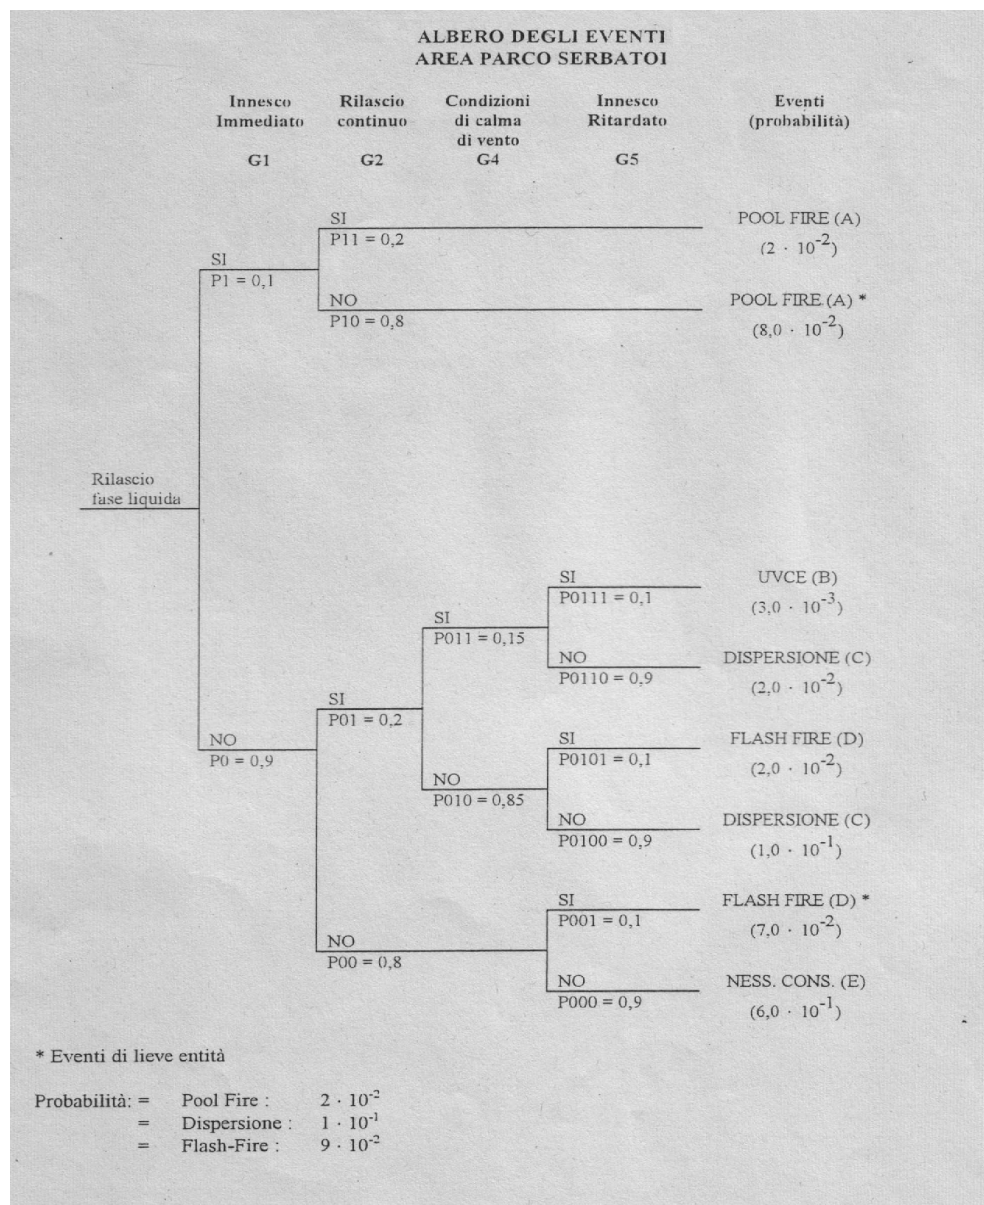 ALBERO DEGLI EVENTI
AREA PARCO SERBATOI
Innesco
Immediato
G1
Rilascio
continuo
G2
Condizioni
di calma
di vento
G4
Innesco
Ritardato
G5
Eventi
(probabilità)
SI
P11 = 0,2
POOL FIRE (A)
(2 · 10⁻²)
SI
P1 = 0,1
NO
P10 = 0,8
POOL FIRE (A) *
(8,0 · 10⁻²)
Rilascio
fase liquida
SI
P0111 = 0,1
UVCE (B)
(3,0 · 10⁻³)
SI
P011 = 0,15
NO
P0110 = 0,9
DISPERSIONE (C)
(2,0 · 10⁻²)
SI
P01 = 0,2
NO
P0 = 0,9
SI
P0101 = 0,1
FLASH FIRE (D)
(2,0 · 10⁻²)
NO
P010 = 0,85
NO
P0100 = 0,9
DISPERSIONE (C)
(1,0 · 10⁻¹)
SI
P001 = 0,1
FLASH FIRE (D) *
(7,0 · 10⁻²)
NO
P00 = 0,8
NO
P000 = 0,9
NESS. CONS. (E)
(6,0 · 10⁻¹)
* Eventi di lieve entità
Probabilità: = Pool Fire : 2 · 10⁻²
= Dispersione : 1 · 10⁻¹
= Flash-Fire : 9 · 10⁻²